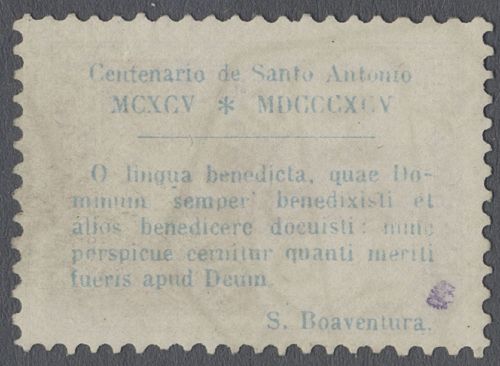 Centenario de Santo Antonio
MCXCV * MDCCCXCV
O lingua benedicta, quae Do-
minum semper benedixisti et
alios benedicere docuisti: nunc
perspicue cernitur quanti meriti
fueris apud Deum.
S. Boaventura.